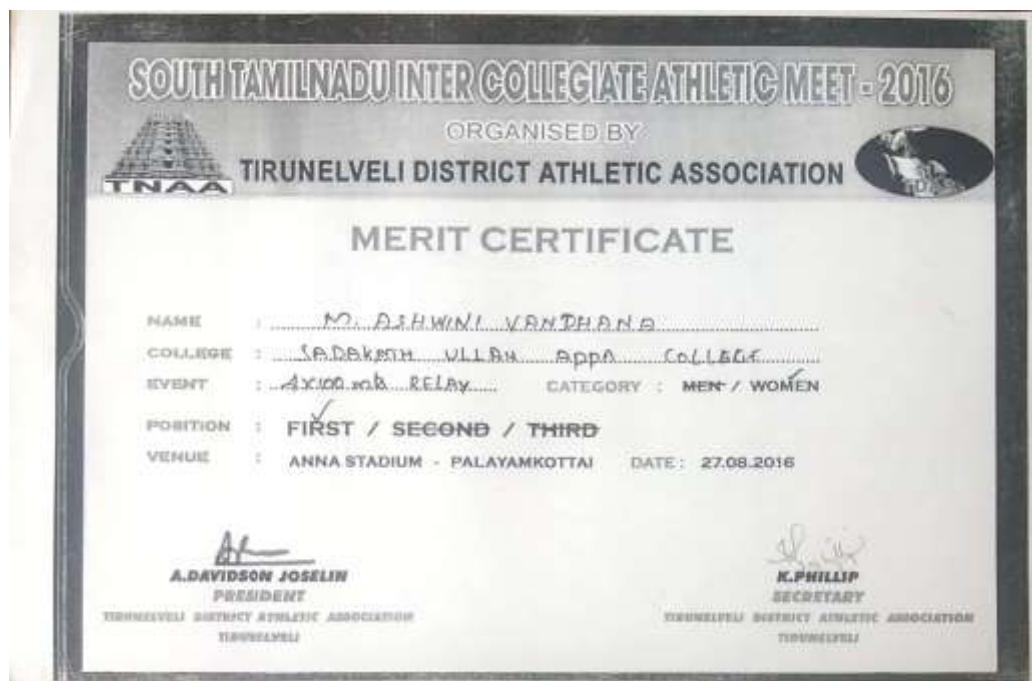 SOUTH TAMILNADU INTER COLLEGIATE ATHLETIC MEET - 2016
ORGANISED BY
TNAA
TIRUNELVELI DISTRICT ATHLETIC ASSOCIATION
MERIT CERTIFICATE
NAME : M. ASHWINI VANDHANA
COLLEGE : SADAKATH ULLAH APPA COLLEGE
EVENT : 4x100 RELAY CATEGORY : MEN / WOMEN
POSITION : FIRST / SECOND / THIRD
VENUE : ANNA STADIUM - PALAYAMKOTTAI DATE : 27.08.2016
A.DAVIDSON JOSELIN
PRESIDENT
TIRUNELVELI DISTRICT ATHLETIC ASSOCIATION
TIRUNELVELI
K.PHILLIP
SECRETARY
TIRUNELVELI DISTRICT ATHLETIC ASSOCIATION
TIRUNELVELI